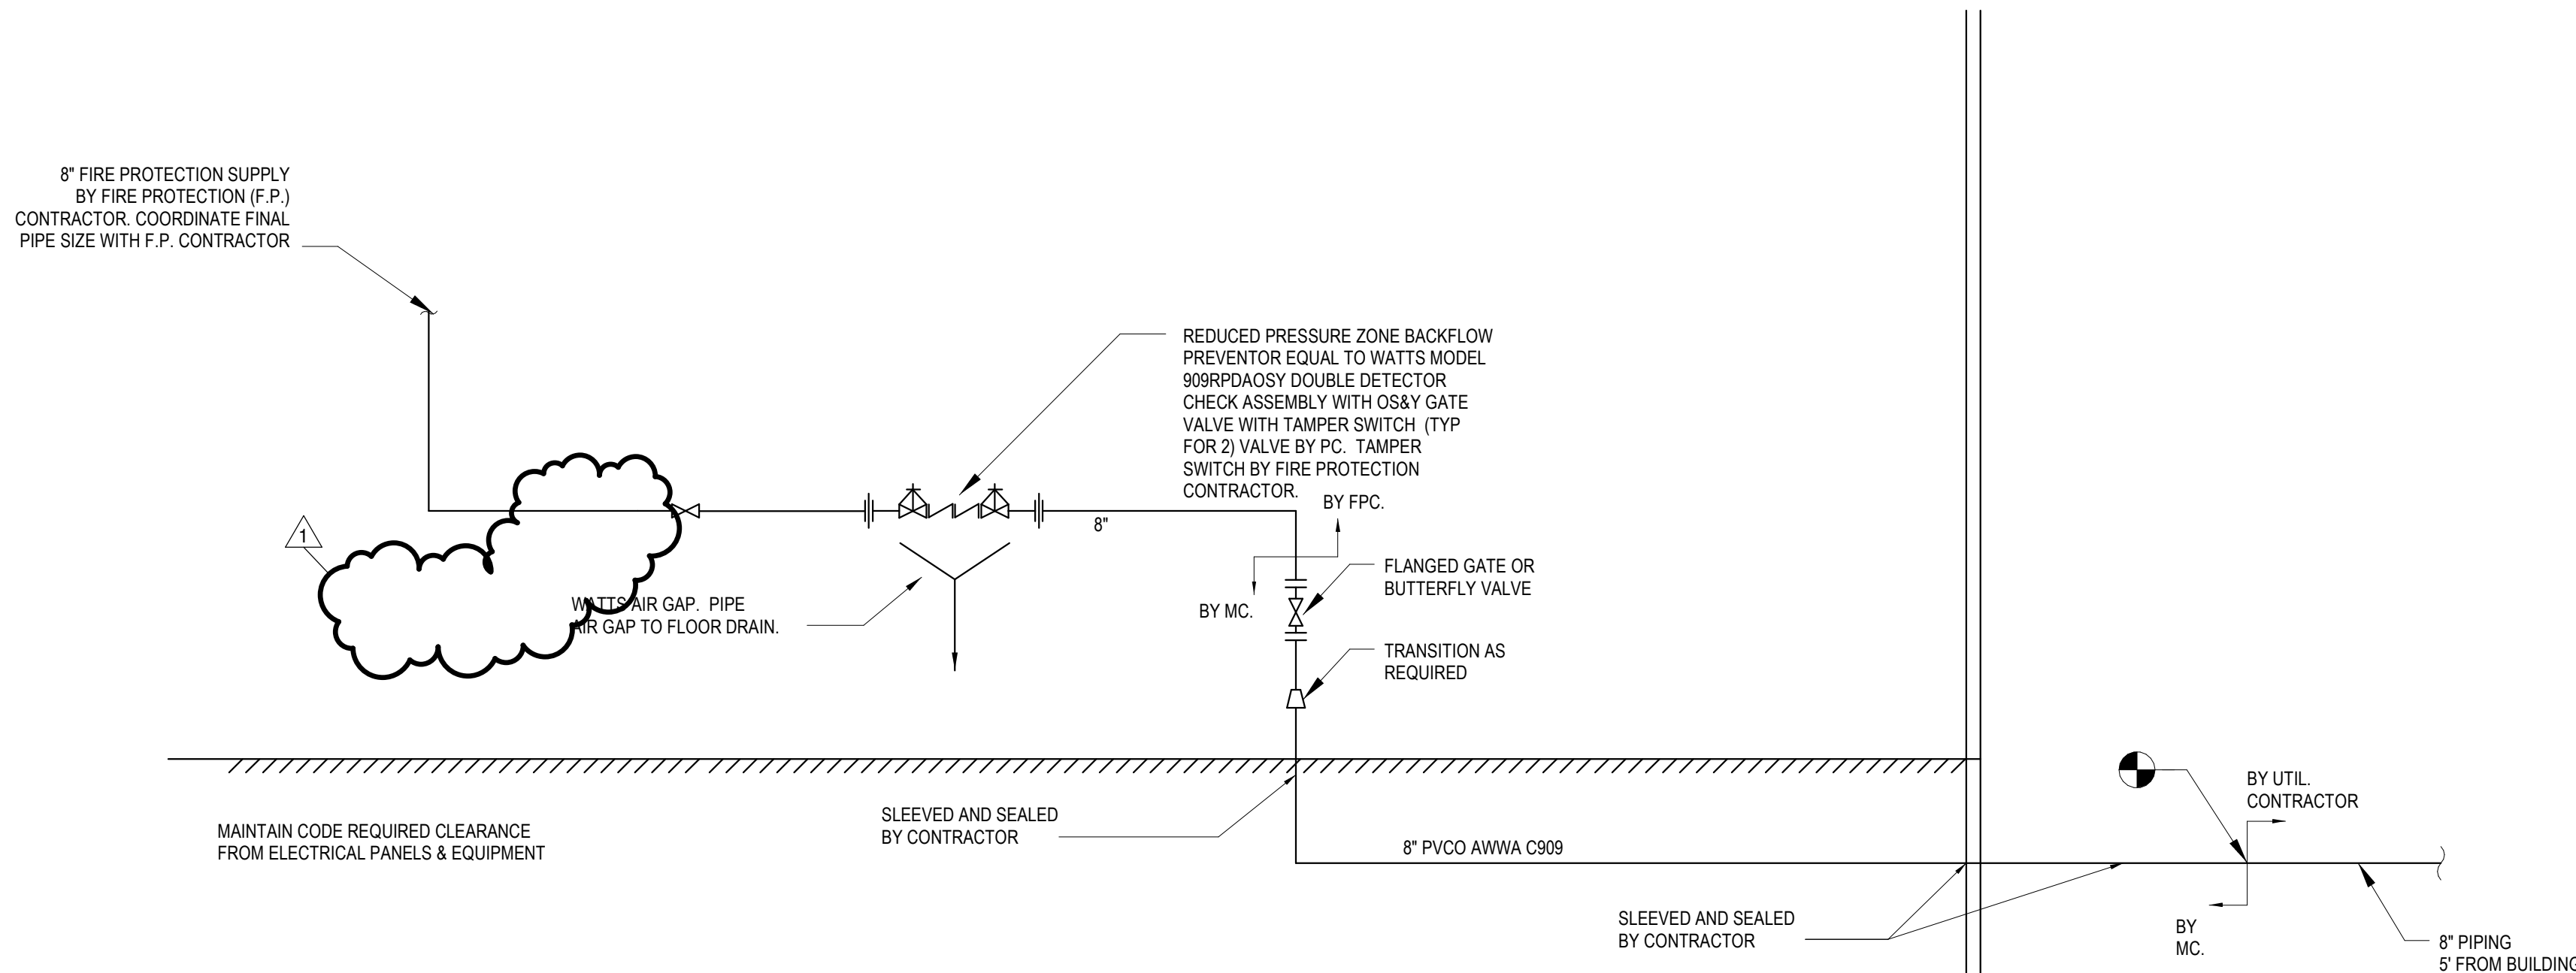 8" FIRE PROTECTION SUPPLY
BY FIRE PROTECTION (F.P.)
CONTRACTOR. COORDINATE FINAL
PIPE SIZE WITH F.P. CONTRACTOR
REDUCED PRESSURE ZONE BACKFLOW
PREVENTOR EQUAL TO WATTS MODEL
909RPDAOSY DOUBLE DETECTOR
CHECK ASSEMBLY WITH OS&Y GATE
VALVE WITH TAMPER SWITCH (TYP
FOR 2) VALVE BY PC. TAMPER
SWITCH BY FIRE PROTECTION
CONTRACTOR.
BY FPC.
8"
1
FLANGED GATE OR
BUTTERFLY VALVE
BY MC.
WATTS AIR GAP. PIPE
AIR GAP TO FLOOR DRAIN.
TRANSITION AS
REQUIRED
BY UTIL.
CONTRACTOR
SLEEVED AND SEALED
BY CONTRACTOR
MAINTAIN CODE REQUIRED CLEARANCE
FROM ELECTRICAL PANELS & EQUIPMENT
8" PVCO AWWA C909
SLEEVED AND SEALED
BY CONTRACTOR
BY
MC.
8" PIPING
5' FROM BUILDING